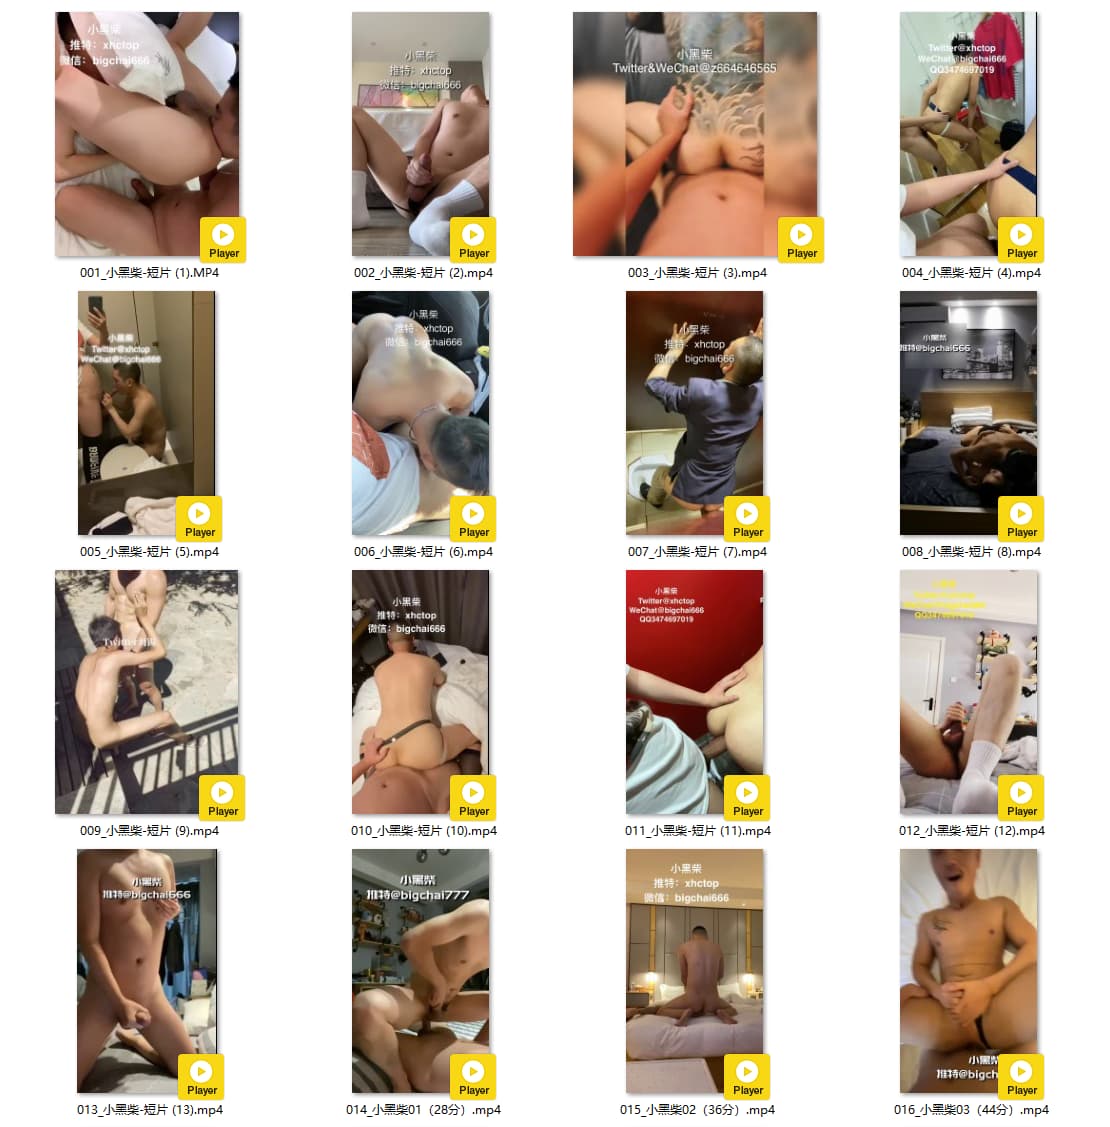 小黑柴
推特：xhctop
微信：bigchai666
Player
001_小黑柴-短片 (1).MP4
小黑柴
推特：xhctop
微信：bigchai666
Player
002_小黑柴-短片 (2).mp4
小黑柴
Twitter&WeChat@z664646565
Player
003_小黑柴-短片 (3).mp4
小黑柴
Twitter@xhctop
WeChat@bigchai666
QQ3474697019
Player
004_小黑柴-短片 (4).mp4
小黑柴
Twitter@xhctop
WeChat@bigchai666
Player
005_小黑柴-短片 (5).mp4
小黑柴
推特：xhctop
微信：bigchai666
Player
006_小黑柴-短片 (6).mp4
小黑柴
推特：xhctop
微信：bigchai666
Player
007_小黑柴-短片 (7).mp4
小黑柴
推特@bigchai666
Player
008_小黑柴-短片 (8).mp4
Player
009_小黑柴-短片 (9).mp4
小黑柴
推特：xhctop
微信：bigchai666
Player
010_小黑柴-短片 (10).mp4
小黑柴
Twitter@xhctop
WeChat@bigchai666
QQ3474697019
Player
011_小黑柴-短片 (11).mp4
Player
012_小黑柴-短片 (12).mp4
小黑柴
推特@bigchai666
Player
013_小黑柴-短片 (13).mp4
小黑柴
推特@bigchai777
Player
014_小黑柴01（28分）.mp4
小黑柴
推特：xhctop
微信：bigchai666
Player
015_小黑柴02（36分）.mp4
小黑柴
推特@bigch
Player
016_小黑柴03（44分）.mp4